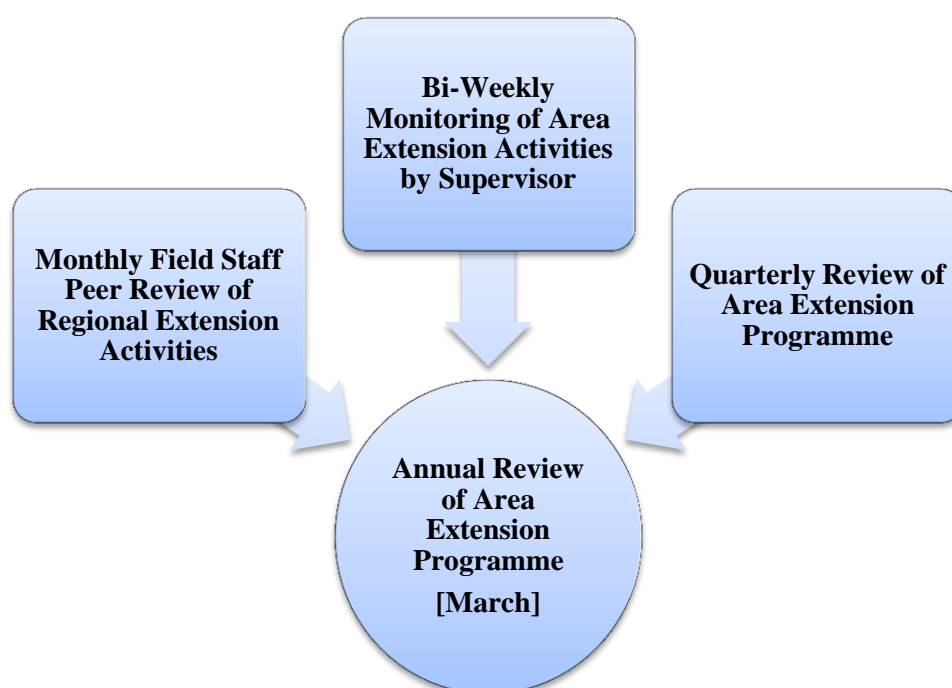 Bi-Weekly
Monitoring of Area
Extension Activities
by Supervisor
Monthly Field Staff
Peer Review of
Regional Extension
Activities
Quarterly Review of
Area Extension
Programme
Annual Review
of Area
Extension
Programme
[March]